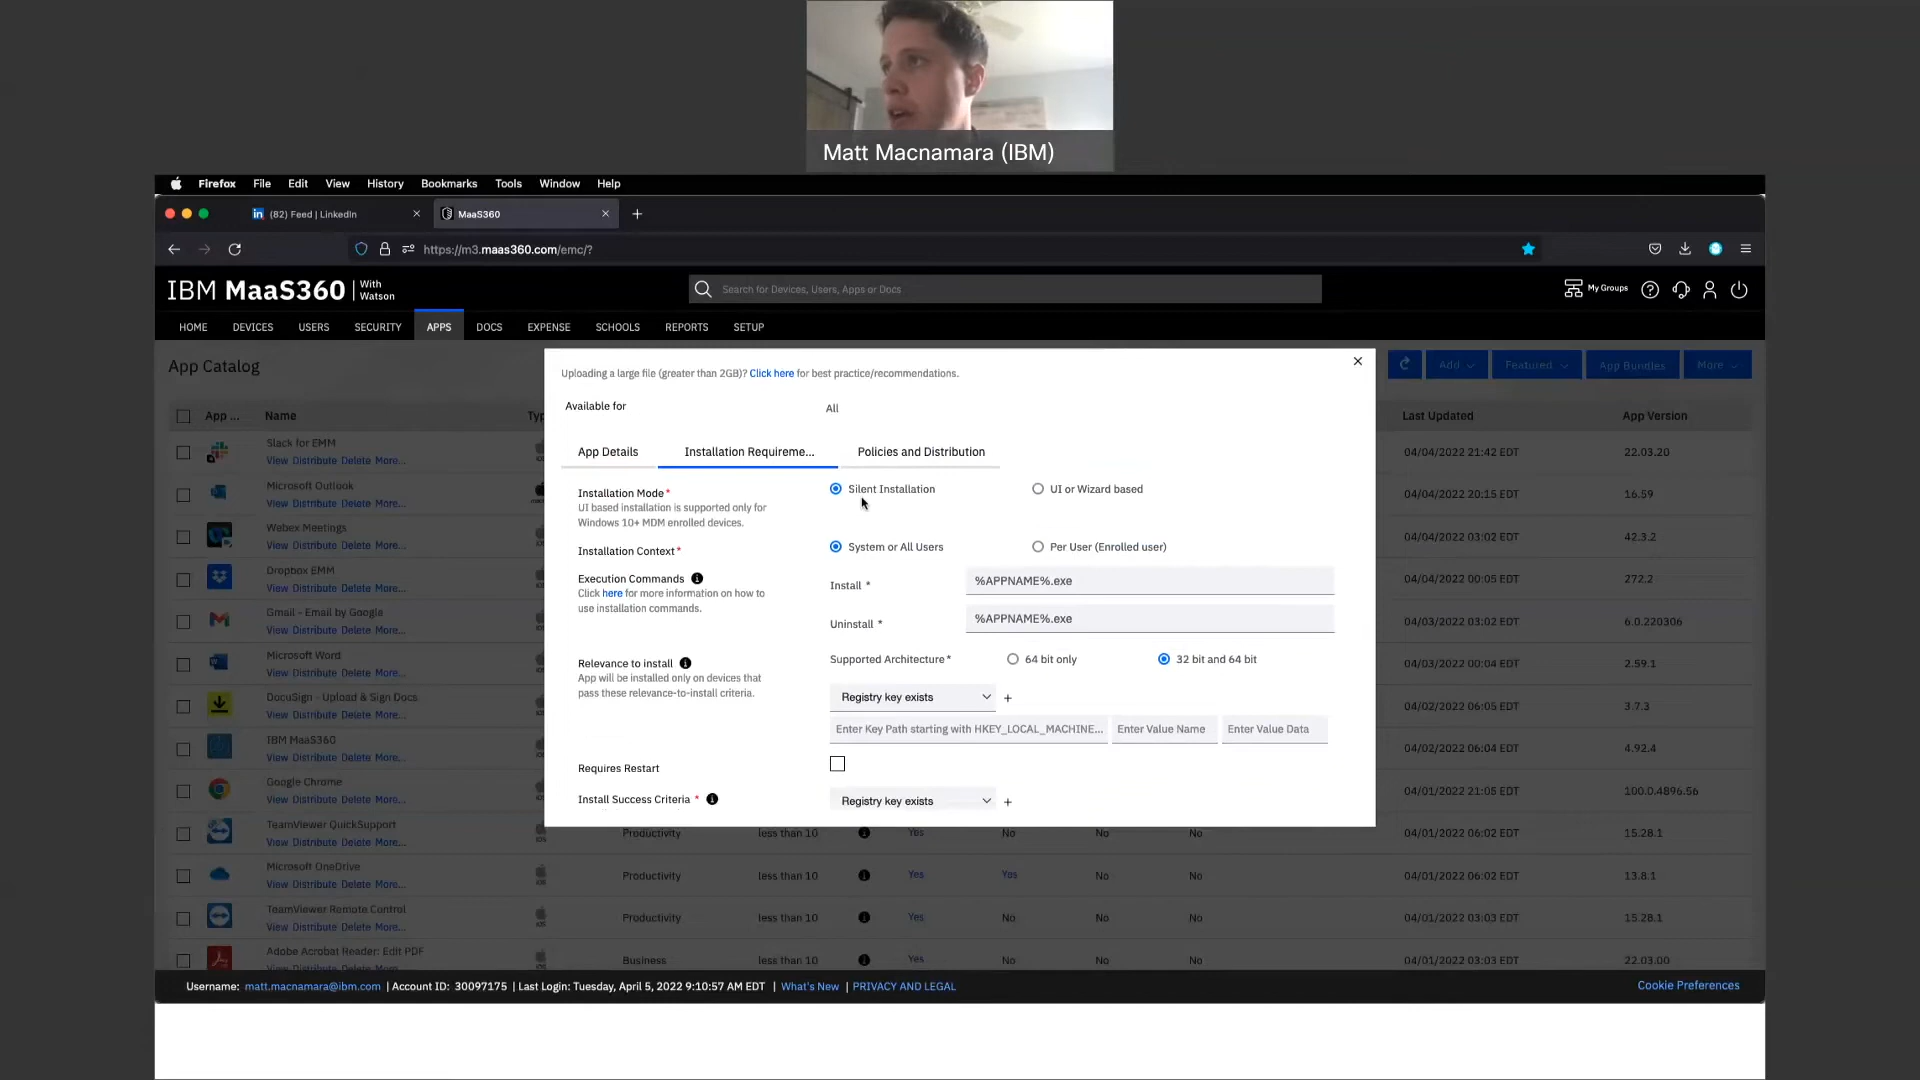 Matt Macnamara (IBM)
Firefox File Edit View History Bookmarks Tools Window Help
in (82) Feed | LinkedIn MaaS360
https://m3.maas360.com/emc/?
IBM MaaS360 | With Watson
Search for Devices, Users, Apps or Docs
My Groups
HOME DEVICES USERS SECURITY APPS DOCS EXPENSE SCHOOLS REPORTS SETUP
App Catalog
Add Featured App Bundles More
App ... Name Typ Last Updated App Version
Slack for EMM 04/04/2022 21:42 EDT 22.03.20
View Distribute Delete More...
Microsoft Outlook 04/04/2022 20:15 EDT 16.59
View Distribute Delete More...
Webex Meetings 04/04/2022 03:02 EDT 42.3.2
View Distribute Delete More...
Dropbox EMM 04/04/2022 00:05 EDT 272.2
View Distribute Delete More...
Gmail - Email by Google 04/03/2022 03:02 EDT 6.0.220306
View Distribute Delete More...
Microsoft Word 04/03/2022 00:04 EDT 2.59.1
View Distribute Delete More...
DocuSign - Upload & Sign Docs 04/02/2022 06:05 EDT 3.7.3
View Distribute Delete More...
IBM MaaS360 04/02/2022 06:04 EDT 4.92.4
View Distribute Delete More...
Google Chrome 04/01/2022 21:05 EDT 100.0.4896.56
View Distribute Delete More...
TeamViewer QuickSupport Productivity less than 10 Yes No No No 04/01/2022 06:02 EDT 15.28.1
View Distribute Delete More...
Microsoft OneDrive Productivity less than 10 Yes Yes No No 04/01/2022 06:02 EDT 13.8.1
View Distribute Delete More...
TeamViewer Remote Control Productivity less than 10 Yes No No No 04/01/2022 03:03 EDT 15.28.1
View Distribute Delete More...
Adobe Acrobat Reader: Edit PDF Business less than 10 Yes No No No 04/01/2022 03:03 EDT 22.03.00
View Distribute Delete More...
Uploading a large file (greater than 2GB)? Click here for best practice/recommendations.
Available for All
App Details Installation Requireme... Policies and Distribution
Installation Mode* Silent Installation UI or Wizard based
UI based installation is supported only for
Windows 10+ MDM enrolled devices.
Installation Context* System or All Users Per User (Enrolled user)
Execution Commands Install * %APPNAME%.exe
Click here for more information on how to
use installation commands.
Uninstall * %APPNAME%.exe
Supported Architecture* 64 bit only 32 bit and 64 bit
Relevance to install
App will be installed only on devices that
pass these relevance-to-install criteria.
Registry key exists +
Enter Key Path starting with HKEY_LOCAL_MACHINE... Enter Value Name Enter Value Data
Requires Restart
Install Success Criteria * Registry key exists +
Username: matt.macnamara@ibm.com | Account ID: 30097175 | Last Login: Tuesday, April 5, 2022 9:10:57 AM EDT | What's New | PRIVACY AND LEGAL Cookie Preferences